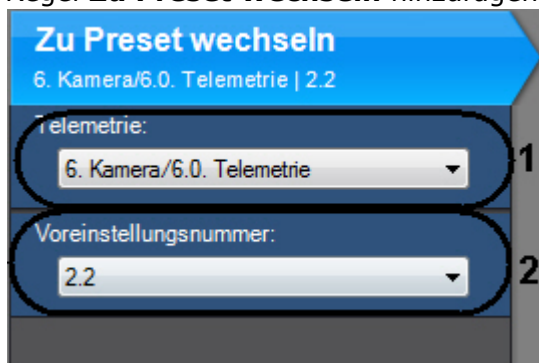 Zu Preset wechseln
6. Kamera/6.0. Telemetrie | 2.2
Telemetrie:
6. Kamera/6.0. Telemetrie
1
Voreinstellungsnummer:
2.2
2